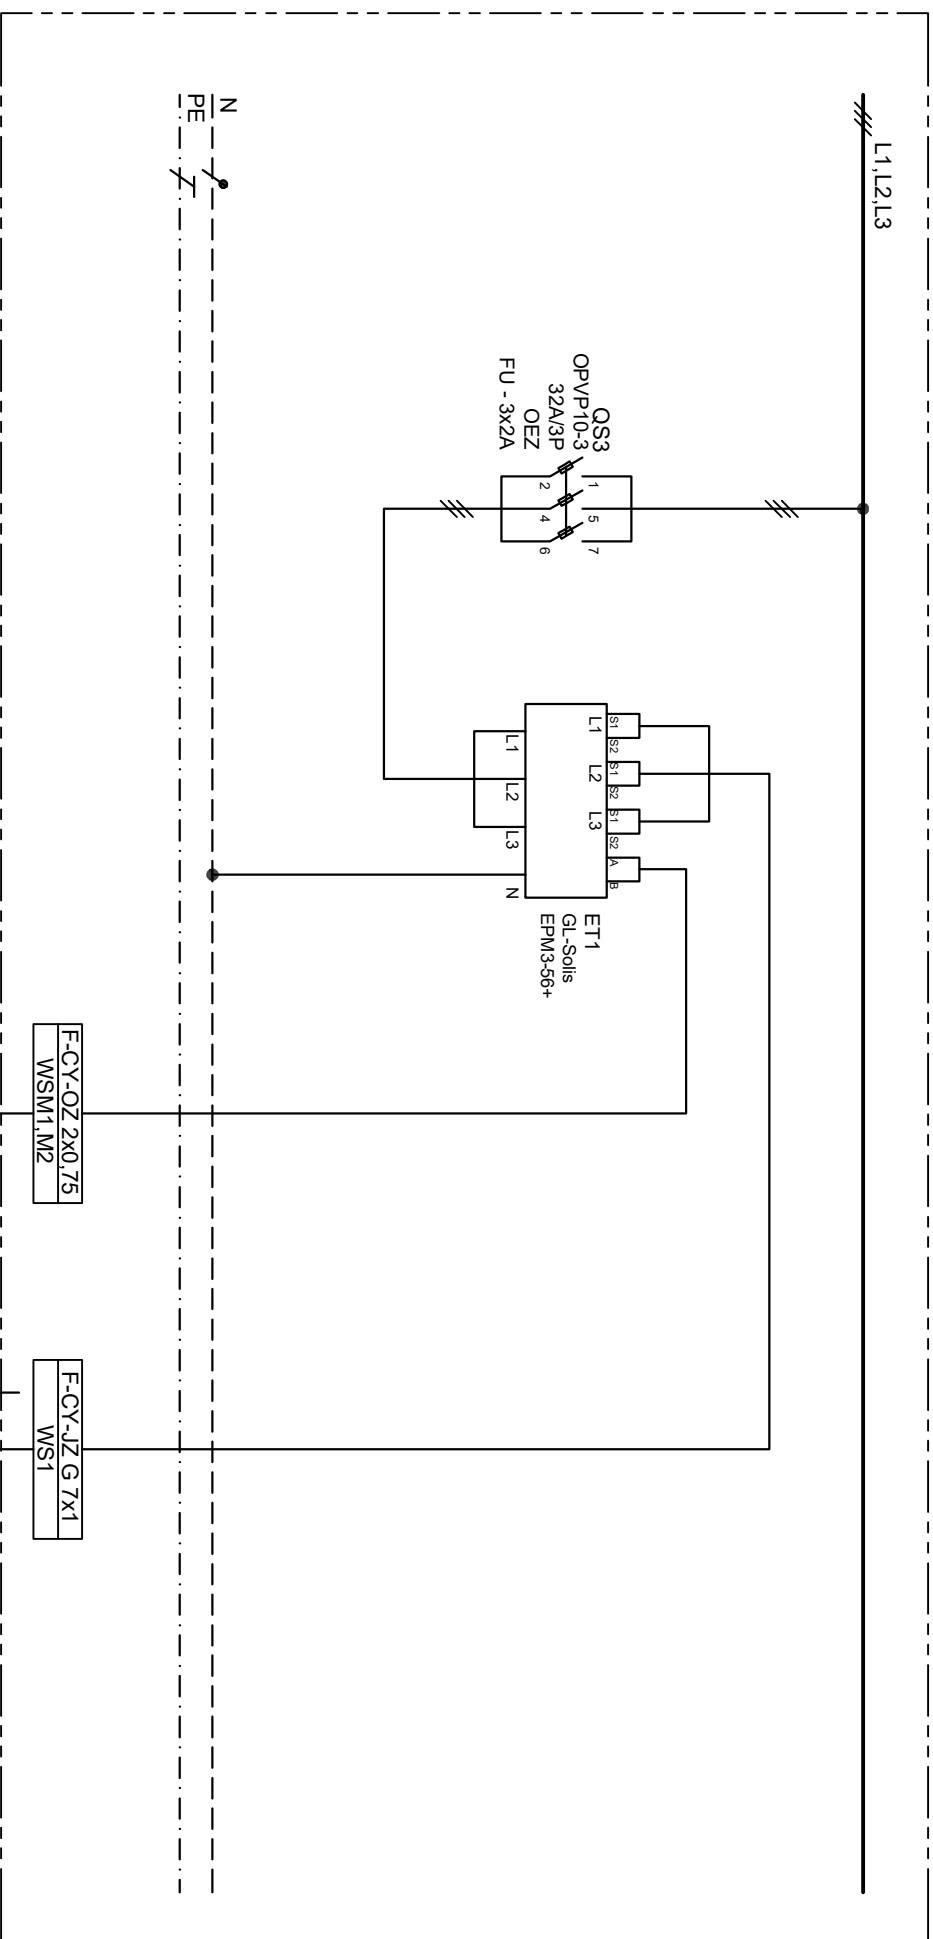 L1,L2,L3
QS3
OPVP10-3
32A/3P
OEZ
FU - 3x2A
1
5
7
2
4
6
S1
S2
S1
S2
S1
S2
A
B
L1
L2
L3
L1
L2
L3
N
ET1
GL-Solis
EPM3-56+
N
PE
F-CY-OZ 2x0,75
WSM1,M2
F-CY-JZ G 7x1
WS1